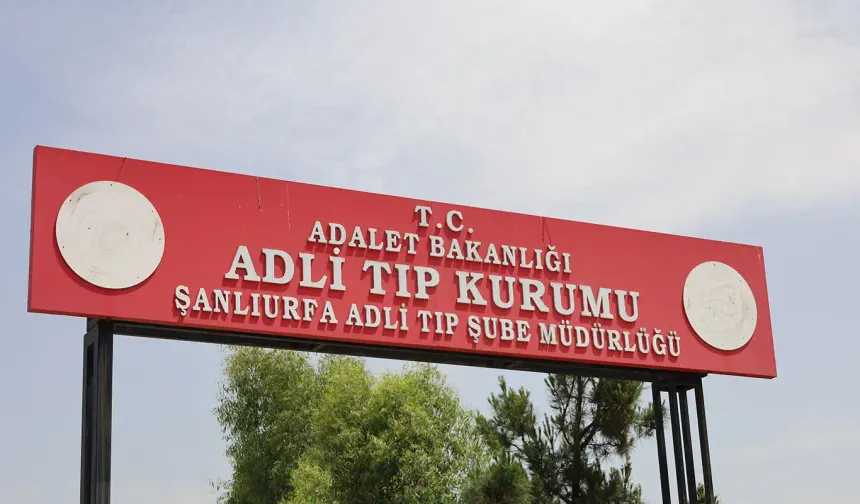 T.C.
ADALET BAKANLIĞI
ADLİ TIP KURUMU
ŞANLIURFA ADLİ TIP ŞUBE MÜDÜRLÜĞÜ